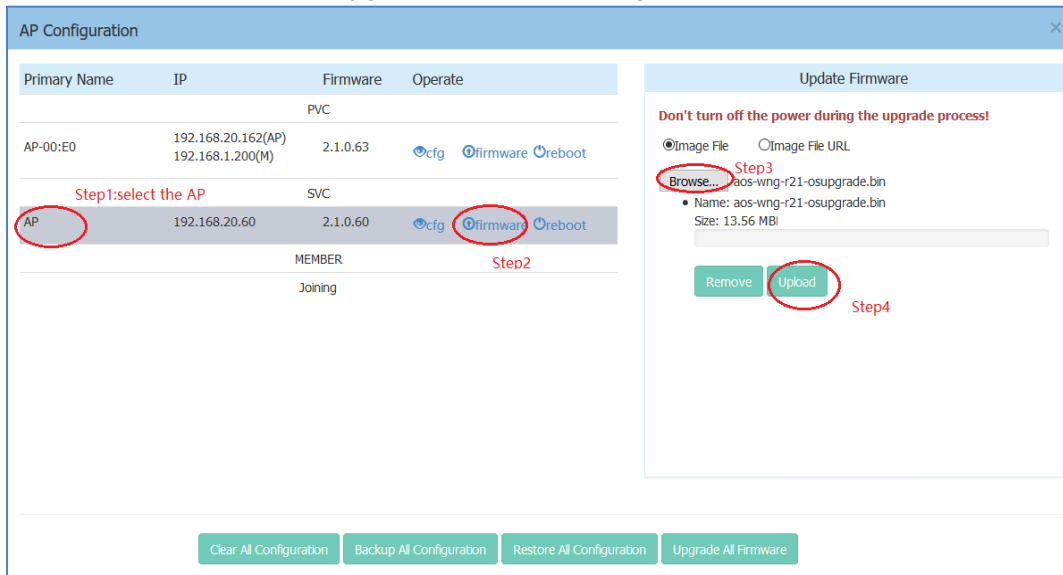 AP Configuration ×
Primary Name IP Firmware Operate
PVC
AP-00:E0 192.168.20.162(AP) 2.1.0.63 cfg firmware reboot
192.168.1.200(M)
Step1:select the AP SVC
AP 192.168.20.60 2.1.0.60 cfg firmware reboot
MEMBER Step2
Joining
Update Firmware
Don't turn off the power during the upgrade process!
Image File Image File URL
Step3
Browse... aos-wng-r21-osupgrade.bin
• Name: aos-wng-r21-osupgrade.bin
Size: 13.56 MB
Remove Upload
Step4
Clear All Configuration Backup All Configuration Restore All Configuration Upgrade All Firmware